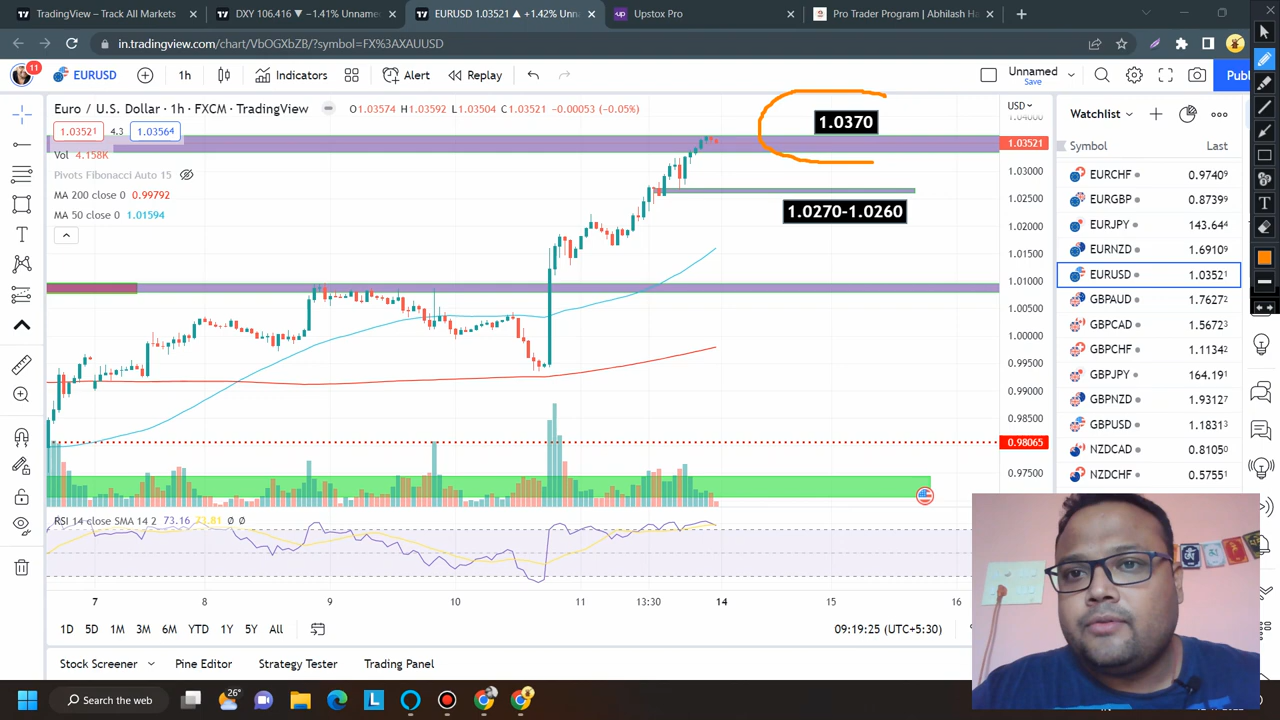 TradingView – Track All Markets
DXY 106.416 ▼ −1.41% Unname
EURUSD 1.03521 ▲ +1.42% Unn
Upstox Pro
Pro Trader Program | Abhilash Ha
in.tradingview.com/chart/VbOGXbZB/?symbol=FX%3AXAUUSD
11
EURUSD
1h
Indicators
Alert
Replay
Unnamed
Save
Publ
Euro / U.S. Dollar · 1h · FXCM · TradingView
O1.03574 H1.03592 L1.03504 C1.03521 −0.00053 (−0.05%)
1.03521
4.3
1.03564
Vol 4.158K
Pivots Fibonacci Auto 15
MA 200 close 0 0.99792
MA 50 close 0 1.01594
1.0370
1.0270-1.0260
USD
1.04000
1.03521
1.03000
1.02500
1.02000
1.01500
1.01000
1.00500
1.00000
0.99500
0.99000
0.98500
0.98065
0.97500
RSI 14 close SMA 14 2 73.16 73.81 Ø Ø
7
8
9
10
11
13:30
14
15
16
1D
5D
1M
3M
6M
YTD
1Y
5Y
All
09:19:25 (UTC+5:30)
Stock Screener
Pine Editor
Strategy Tester
Trading Panel
Watchlist
Symbol
Last
EURCHF 0.97409
EURGBP 0.87399
EURJPY 143.644
EURNZD 1.69109
EURUSD 1.03521
GBPAUD 1.76272
GBPCAD 1.56723
GBPCHF 1.11342
GBPJPY 164.191
GBPNZD 1.93127
GBPUSD 1.18313
NZDCAD 0.81050
NZDCHF 0.57551
26°
Search the web